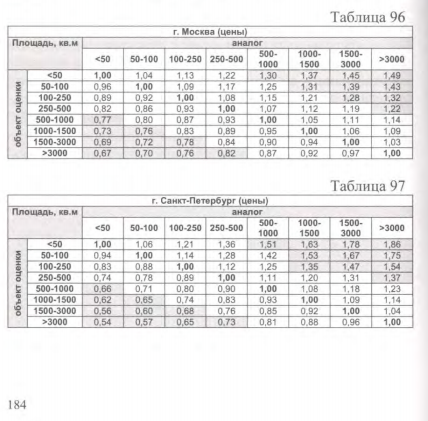 Таблица 96
г. Москва (цены)
Площадь, кв.м аналог
<50 50-100 100-250 250-500 500-1000 1000-1500 1500-3000 >3000
объект оценки
<50 1,00 1,04 1,13 1,22 1,30 1,37 1,45 1,49
50-100 0,96 1,00 1,09 1,17 1,25 1,31 1,39 1,43
100-250 0,89 0,92 1,00 1,08 1,15 1,21 1,28 1,32
250-500 0,82 0,86 0,93 1,00 1,07 1,12 1,19 1,22
500-1000 0,77 0,80 0,87 0,93 1,00 1,05 1,11 1,14
1000-1500 0,73 0,76 0,83 0,89 0,95 1,00 1,06 1,09
1500-3000 0,69 0,72 0,78 0,84 0,90 0,94 1,00 1,03
>3000 0,67 0,70 0,76 0,82 0,87 0,92 0,97 1,00
Таблица 97
г. Санкт-Петербург (цены)
Площадь, кв.м аналог
<50 50-100 100-250 250-500 500-1000 1000-1500 1500-3000 >3000
объект оценки
<50 1,00 1,06 1,21 1,36 1,51 1,63 1,78 1,86
50-100 0,94 1,00 1,14 1,28 1,42 1,53 1,67 1,75
100-250 0,83 0,88 1,00 1,12 1,25 1,35 1,47 1,54
250-500 0,74 0,78 0,89 1,00 1,11 1,20 1,31 1,37
500-1000 0,66 0,71 0,80 0,90 1,00 1,08 1,18 1,23
1000-1500 0,62 0,65 0,74 0,83 0,93 1,00 1,09 1,14
1500-3000 0,56 0,60 0,68 0,76 0,85 0,92 1,00 1,04
>3000 0,54 0,57 0,65 0,73 0,81 0,88 0,96 1,00
184